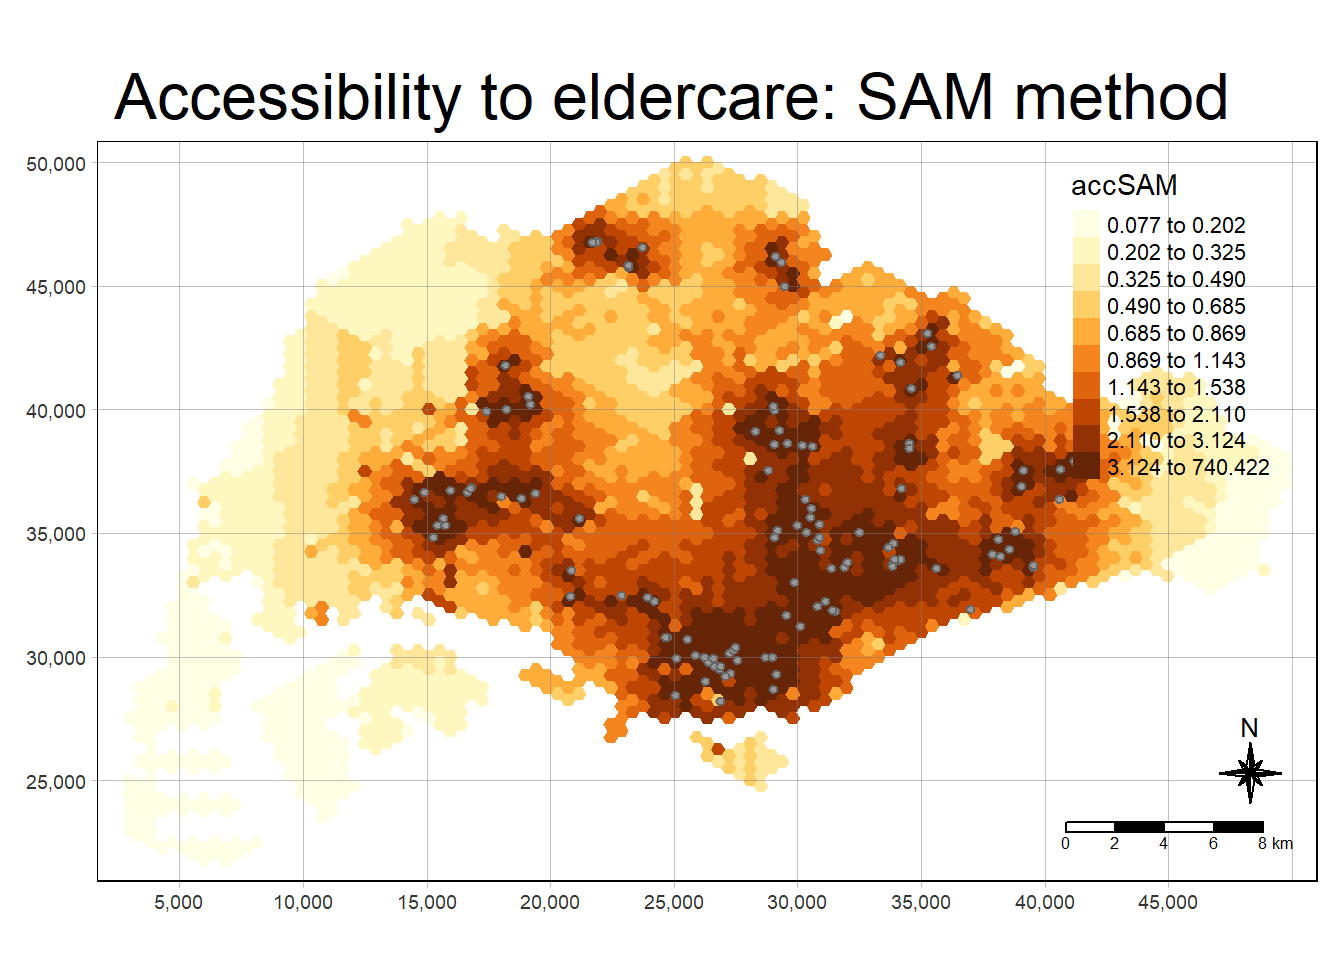 Accessibility to eldercare: SAM method
accSAM
0.077 to 0.202
0.202 to 0.325
0.325 to 0.490
0.490 to 0.685
0.685 to 0.869
0.869 to 1.143
1.143 to 1.538
1.538 to 2.110
2.110 to 3.124
3.124 to 740.422
50,000
45,000
40,000
35,000
30,000
25,000
N
0 2 4 6 8 km
5,000 10,000 15,000 20,000 25,000 30,000 35,000 40,000 45,000